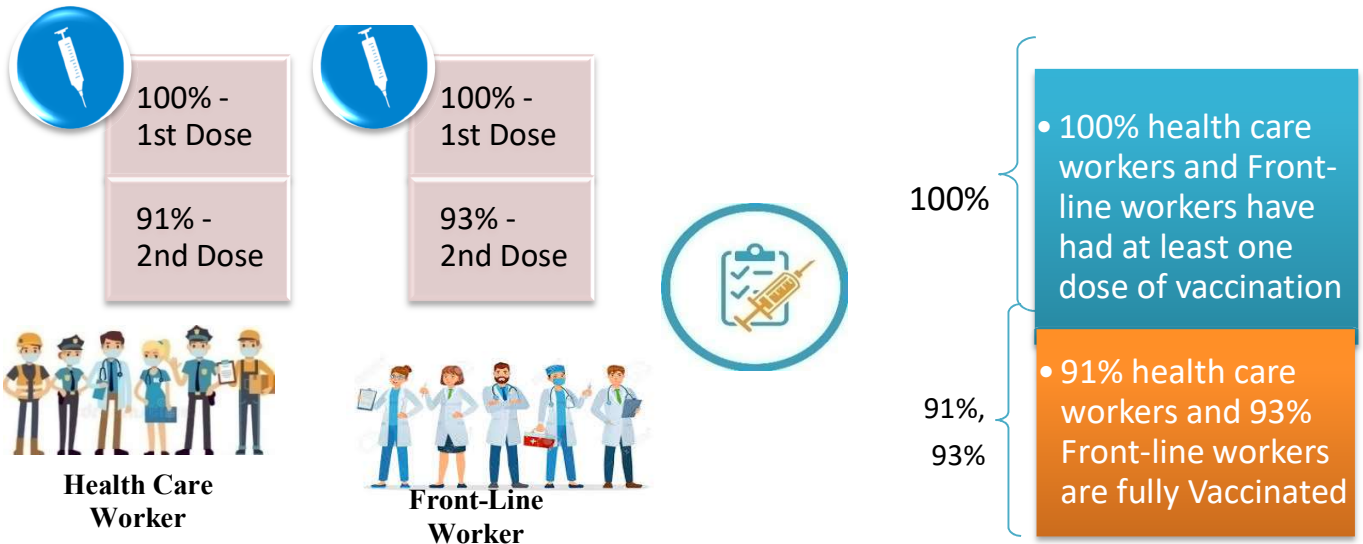 100% -
1st Dose
91% -
2nd Dose
Health Care
Worker
100% -
1st Dose
93% -
2nd Dose
Front-Line
Worker
100%
• 100% health care
workers and Front-
line workers have
had at least one
dose of vaccination
91%,
93%
• 91% health care
workers and 93%
Front-line workers
are fully Vaccinated